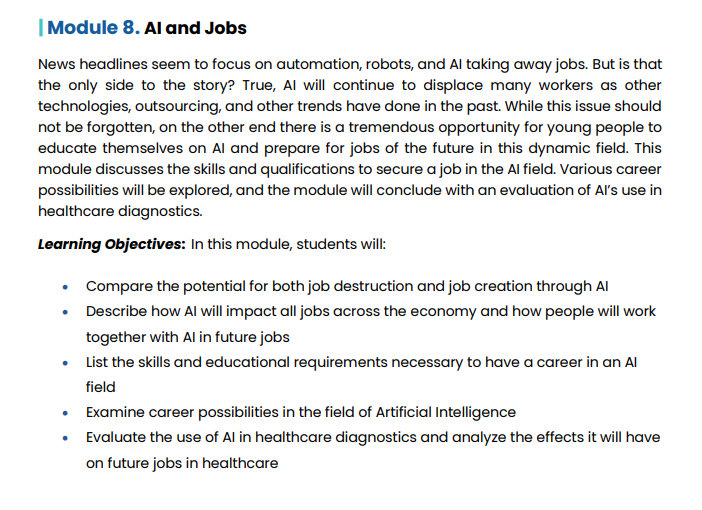 Module 8. AI and Jobs
News headlines seem to focus on automation, robots, and AI taking away jobs. But is that
the only side to the story? True, AI will continue to displace many workers as other
technologies, outsourcing, and other trends have done in the past. While this issue should
not be forgotten, on the other end there is a tremendous opportunity for young people to
educate themselves on AI and prepare for jobs of the future in this dynamic field. This
module discusses the skills and qualifications to secure a job in the AI field. Various career
possibilities will be explored, and the module will conclude with an evaluation of AI's use in
healthcare diagnostics.
Learning Objectives: In this module, students will:
• Compare the potential for both job destruction and job creation through AI
• Describe how AI will impact all jobs across the economy and how people will work
together with AI in future jobs
• List the skills and educational requirements necessary to have a career in an AI
field
• Examine career possibilities in the field of Artificial Intelligence
• Evaluate the use of AI in healthcare diagnostics and analyze the effects it will have
on future jobs in healthcare